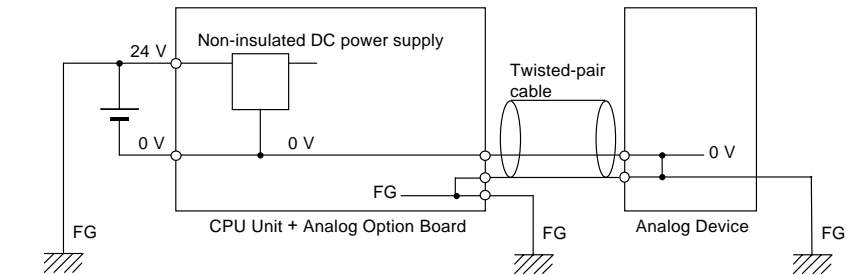 Non-insulated DC power supply
24 V
Twisted-pair
cable
0 V
0 V
0 V
FG
CPU Unit + Analog Option Board
Analog Device
FG
FG
FG